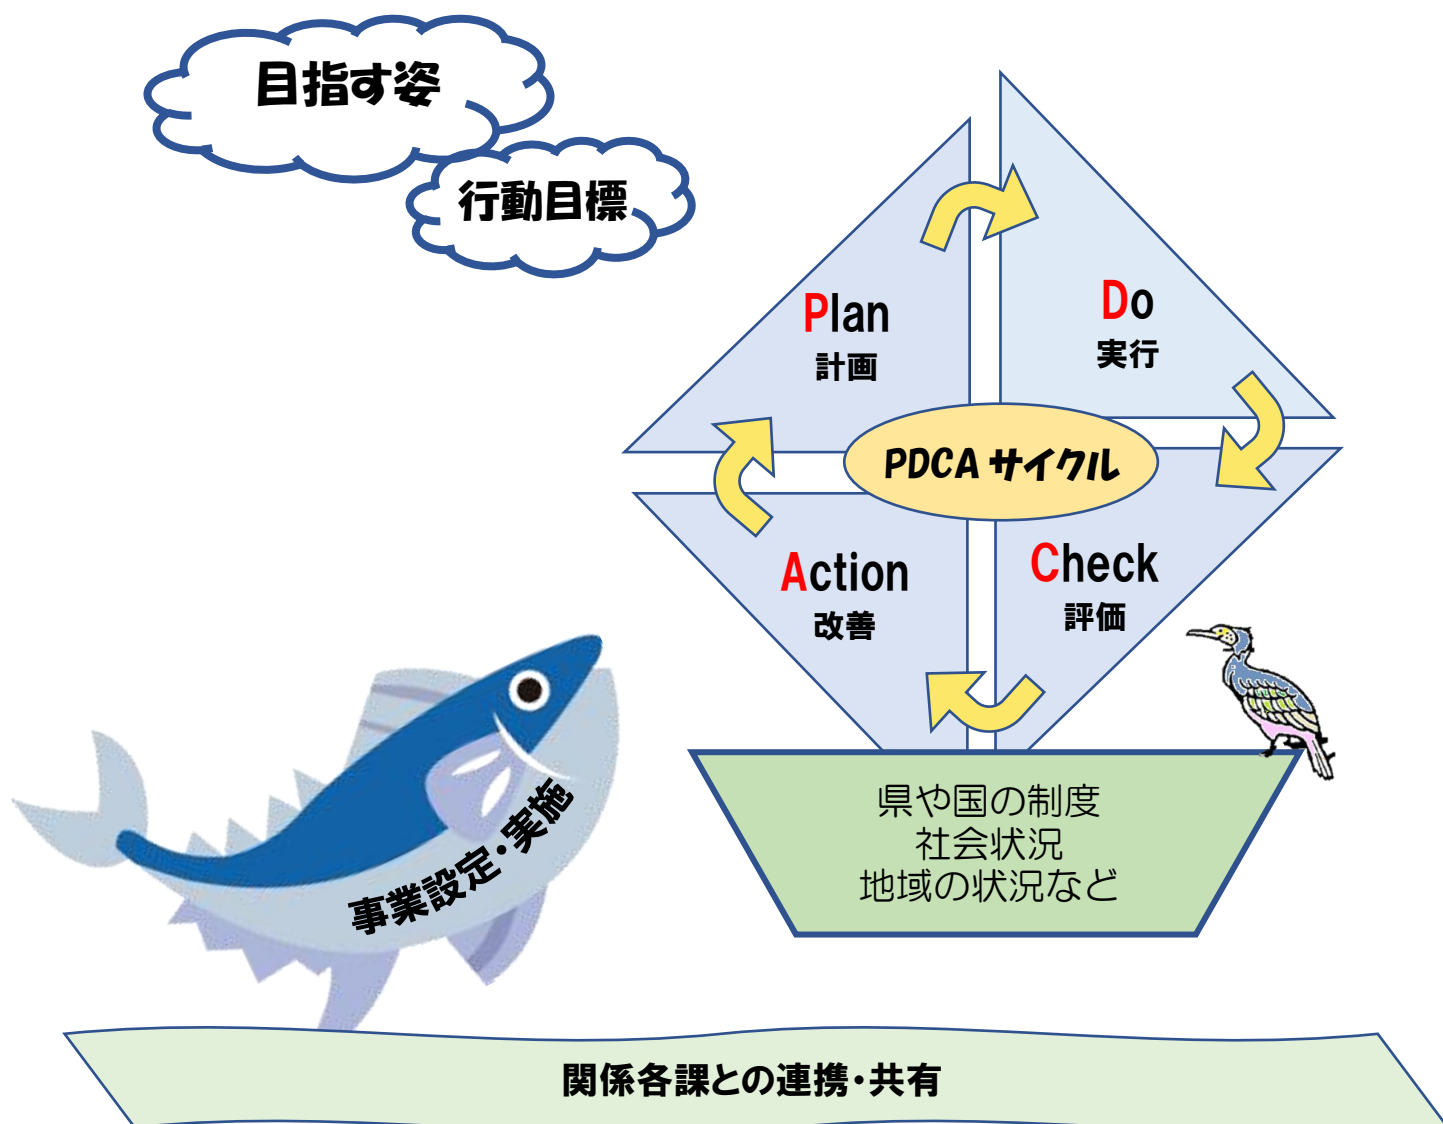 目指す姿
行動目標
Plan
計画
Do
実行
PDCA サイクル
Action
改善
Check
評価
県や国の制度
社会状況
地域の状況など
事業設定・実施
関係各課との連携・共有